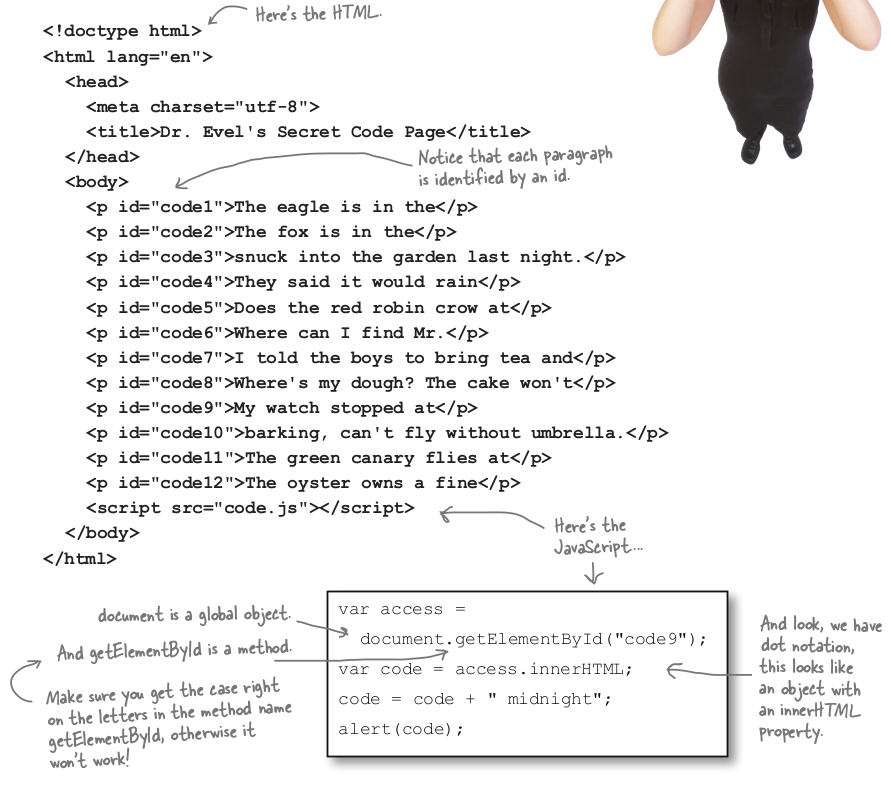 Here's the HTML.
<!doctype html>
<html lang="en">
<head>
<meta charset="utf-8">
<title>Dr. Evel's Secret Code Page</title>
</head>
Notice that each paragraph
is identified by an id.
<body>
<p id="code1">The eagle is in the</p>
<p id="code2">The fox is in the</p>
<p id="code3">snuck into the garden last night.</p>
<p id="code4">They said it would rain</p>
<p id="code5">Does the red robin crow at</p>
<p id="code6">Where can I find Mr.</p>
<p id="code7">I told the boys to bring tea and</p>
<p id="code8">Where's my dough? The cake won't</p>
<p id="code9">My watch stopped at</p>
<p id="code10">barking, can't fly without umbrella.</p>
<p id="code11">The green canary flies at</p>
<p id="code12">The oyster owns a fine</p>
<script src="code.js"></script>
</body>
</html>
Here's the
JavaScript...
document is a global object.
And getElementById is a method.
Make sure you get the case right
on the letters in the method name
getElementById, otherwise it
won't work!
var access =
document.getElementById("code9");
var code = access.innerHTML;
code = code + " midnight";
alert(code);
And look, we have
dot notation,
this looks like
an object with
an innerHTML
property.